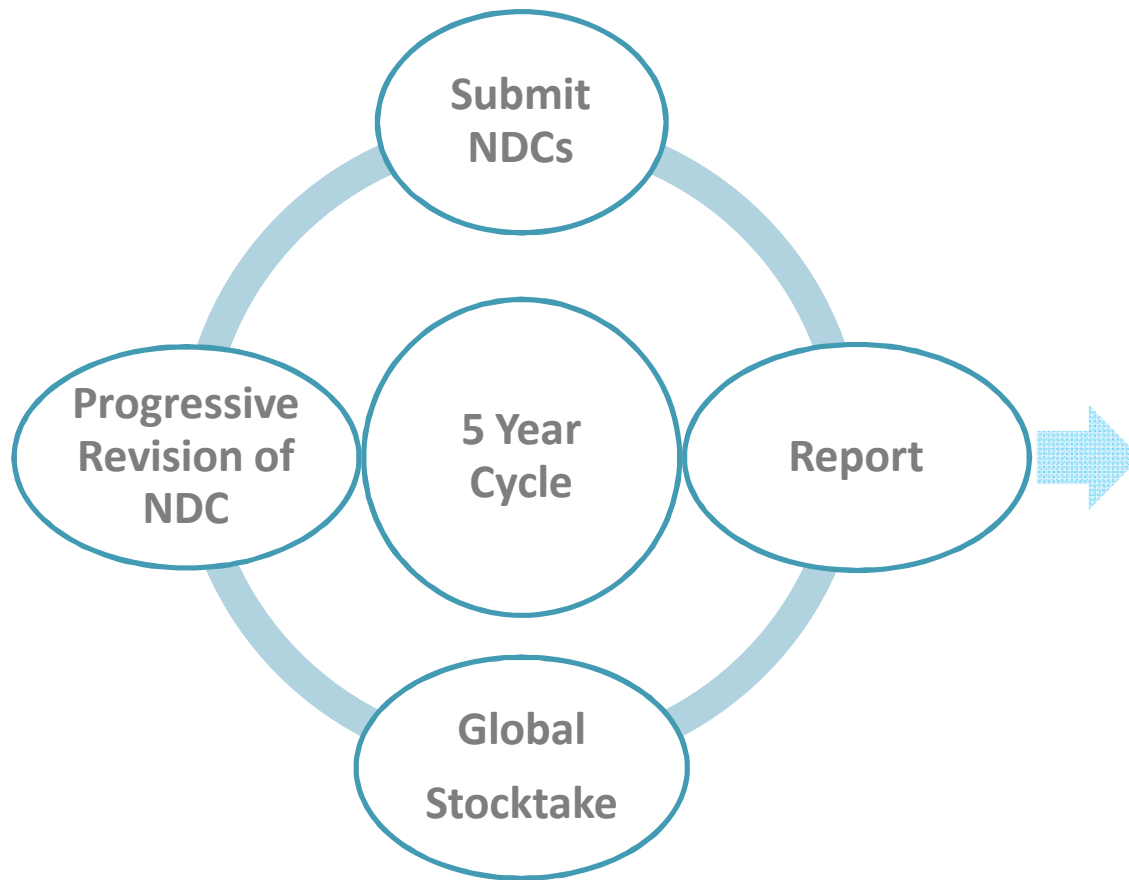 Submit
NDCs
Progressive
Revision of
NDC
5 Year
Cycle
Report
Global
Stocktake